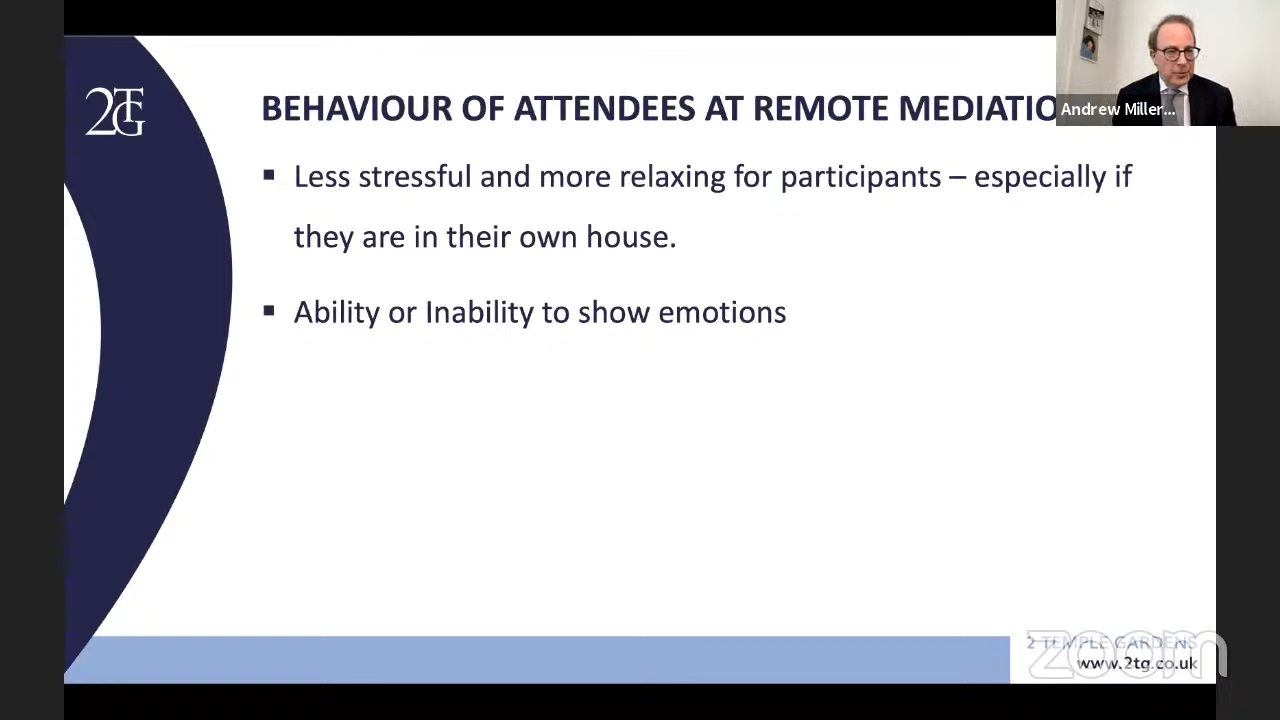 2TG
BEHAVIOUR OF ATTENDEES AT REMOTE MEDIATIO
Andrew Miller...
▪ Less stressful and more relaxing for participants – especially if
they are in their own house.
▪ Ability or Inability to show emotions
2 TEMPLE GARDENS
zoom
www.2tg.co.uk